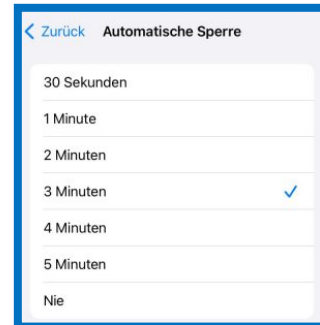 Zurück Automatische Sperre
30 Sekunden
1 Minute
2 Minuten
3 Minuten
4 Minuten
5 Minuten
Nie